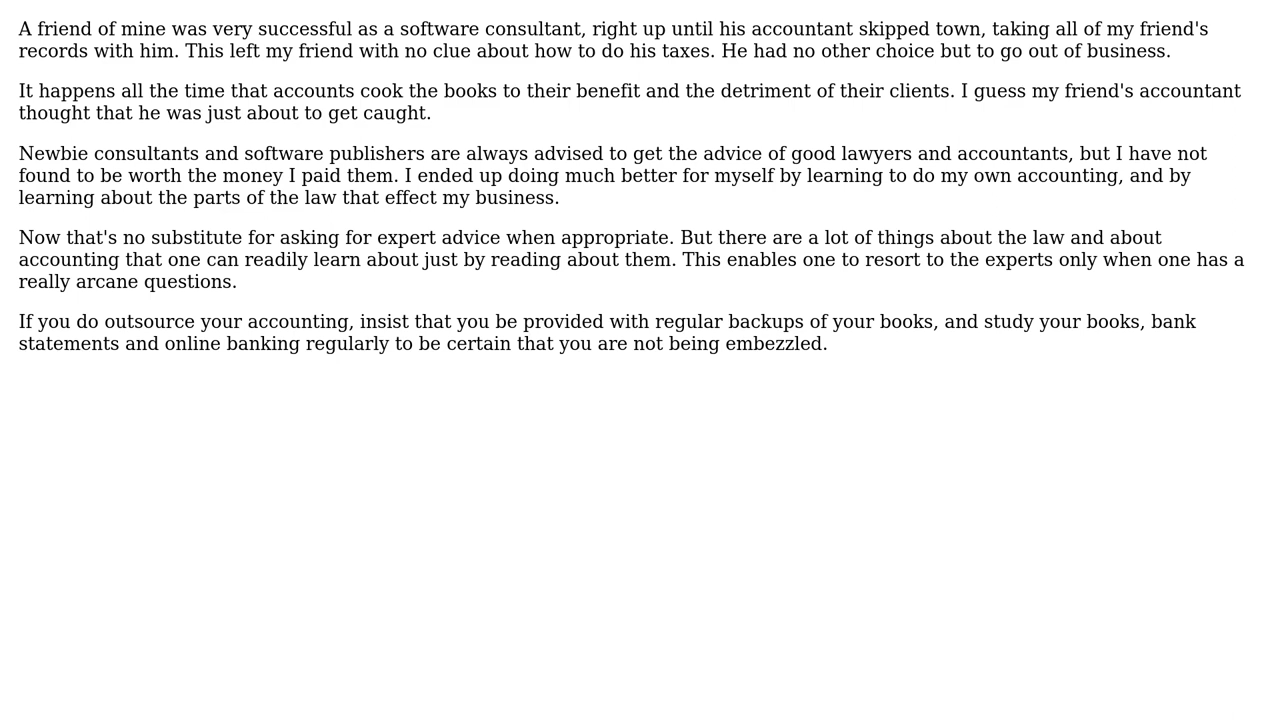 A friend of mine was very successful as a software consultant, right up until his accountant skipped town, taking all of my friend's
records with him. This left my friend with no clue about how to do his taxes. He had no other choice but to go out of business.
It happens all the time that accounts cook the books to their benefit and the detriment of their clients. I guess my friend's accountant
thought that he was just about to get caught.
Newbie consultants and software publishers are always advised to get the advice of good lawyers and accountants, but I have not
found to be worth the money I paid them. I ended up doing much better for myself by learning to do my own accounting, and by
learning about the parts of the law that effect my business.
Now that's no substitute for asking for expert advice when appropriate. But there are a lot of things about the law and about
accounting that one can readily learn about just by reading about them. This enables one to resort to the experts only when one has a
really arcane questions.
If you do outsource your accounting, insist that you be provided with regular backups of your books, and study your books, bank
statements and online banking regularly to be certain that you are not being embezzled.